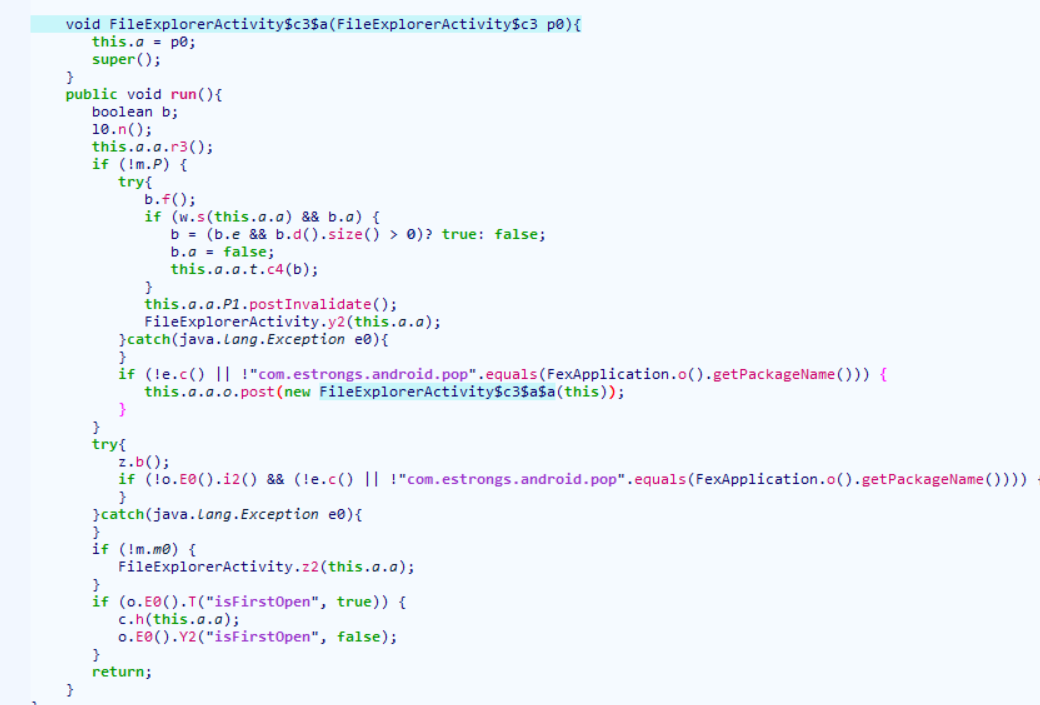 void FileExplorerActivity$c3$a(FileExplorerActivity$c3 p0){
this.a = p0;
super();
}
public void run(){
boolean b;
l0.n();
this.a.a.r3();
if (!m.P) {
try{
b.f();
if (w.s(this.a.a) && b.a) {
b = (b.e && b.d().size() > 0)? true: false;
b.a = false;
this.a.a.t.c4(b);
}
this.a.a.P1.postInvalidate();
FileExplorerActivity.y2(this.a.a);
}catch(java.lang.Exception e0){
}
if (!e.c() || !"com.estrongs.android.pop".equals(FexApplication.o().getPackageName())) {
this.a.a.o.post(new FileExplorerActivity$c3$a$a(this));
}
}
try{
z.b();
if (!o.E0().i2() && (!e.c() || !"com.estrongs.android.pop".equals(FexApplication.o().getPackageName()))) {
}
}catch(java.lang.Exception e0){
}
if (!m.m0) {
FileExplorerActivity.z2(this.a.a);
}
if (o.E0().T("isFirstOpen", true)) {
c.h(this.a.a);
o.E0().Y2("isFirstOpen", false);
}
return;
}